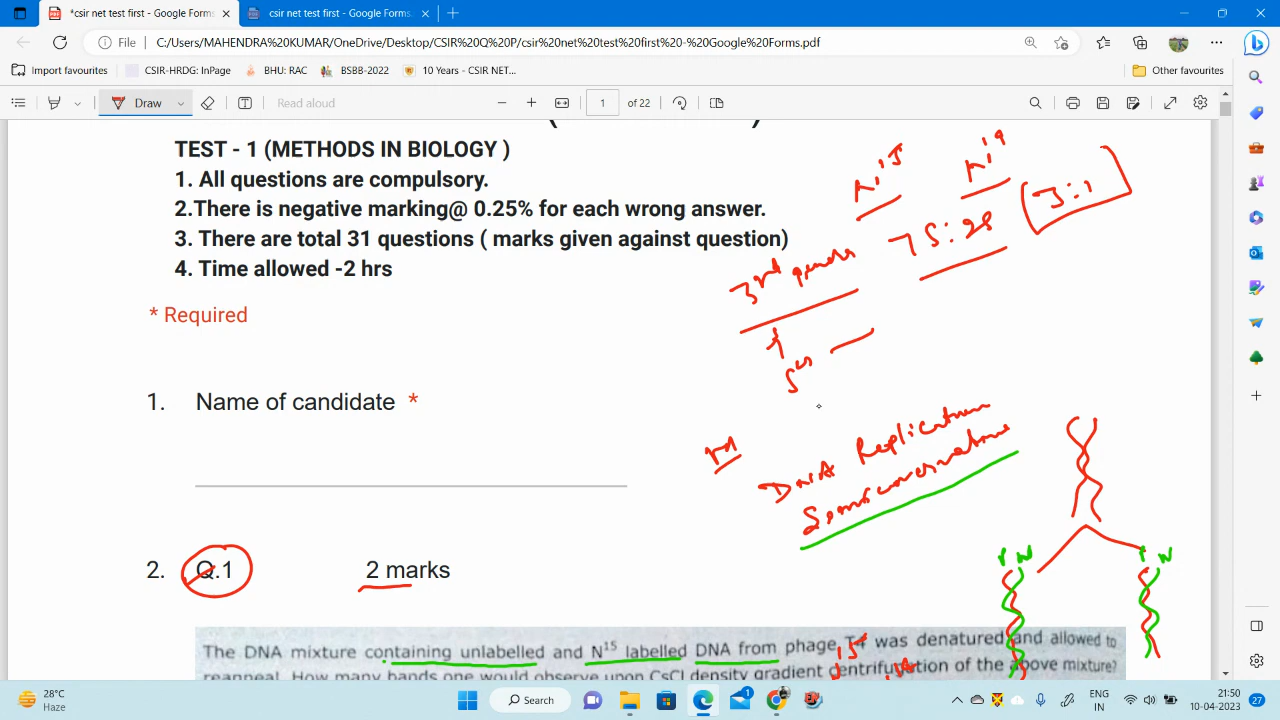 *csir net test first - Google Forms
csir net test first - Google Forms.
File
C:/Users/MAHENDRA%20KUMAR/OneDrive/Desktop/CSIR%20Q%20P/csir%20net%20test%20first%20-%20Google%20Forms.pdf
Import favourites
CSIR-HRDG: InPage
BHU: RAC
BSBB-2022
10 Years - CSIR NET...
Other favourites
Draw
Read aloud
1 of 22
TEST - 1 (METHODS IN BIOLOGY )
1. All questions are compulsory.
2.There is negative marking@ 0.25% for each wrong answer.
3. There are total 31 questions ( marks given against question)
4. Time allowed -2 hrs
* Required
N15
3:1
3rd
1. Name of candidate *
DNA Replication
Semiconservative
P N
P N
2. Q.1 2 marks
The DNA mixture containing unlabelled and N15 labelled DNA from phage T4 was denatured and allowed to
reanneal. How many bands one would observe upon CsCl density gradient centrifugation of the above mixture?
28°C
Haze
Search
ENG
IN
21:50
10-04-2023
27
1